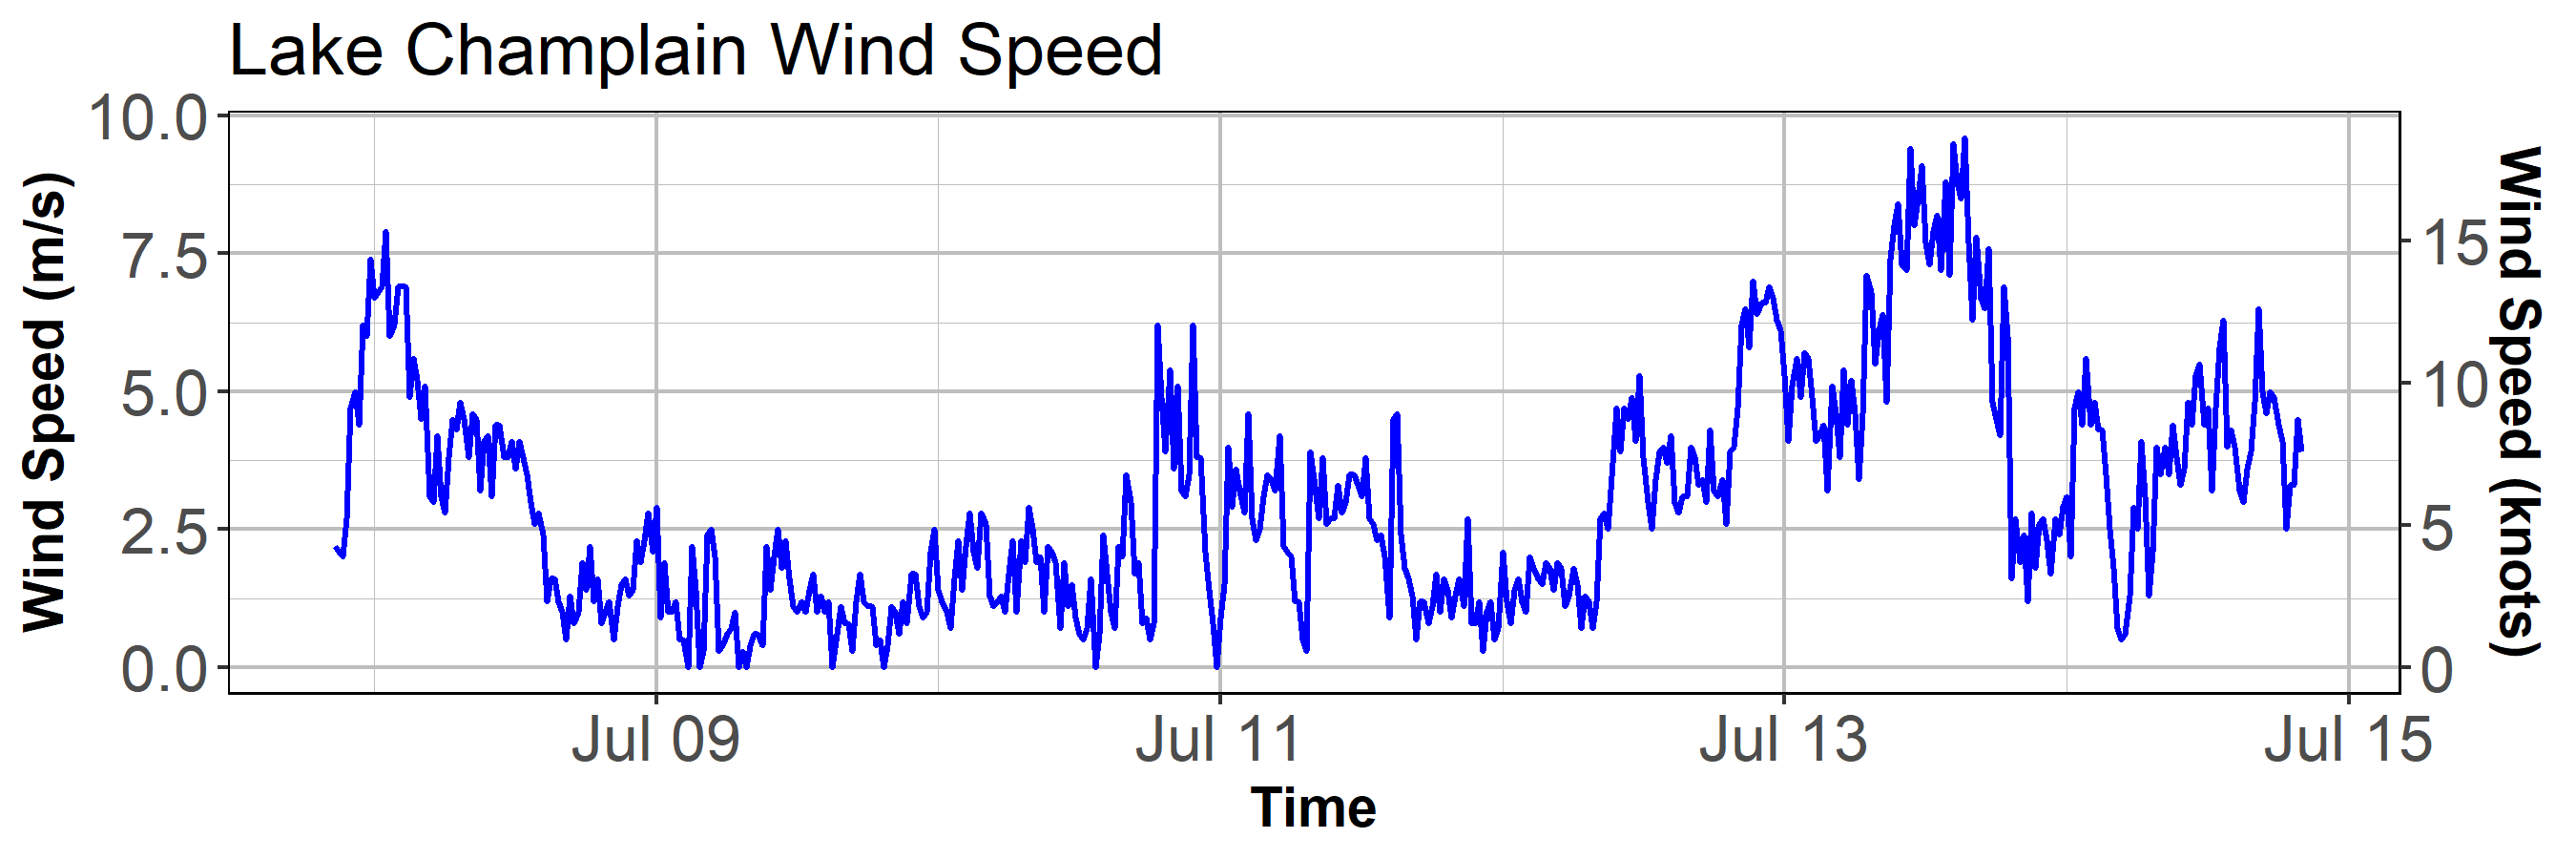 Lake Champlain Wind Speed
Wind Speed (m/s)
10.0
7.5
5.0
2.5
0.0
Wind Speed (knots)
15
10
5
0
Jul 09
Jul 11
Jul 13
Jul 15
Time